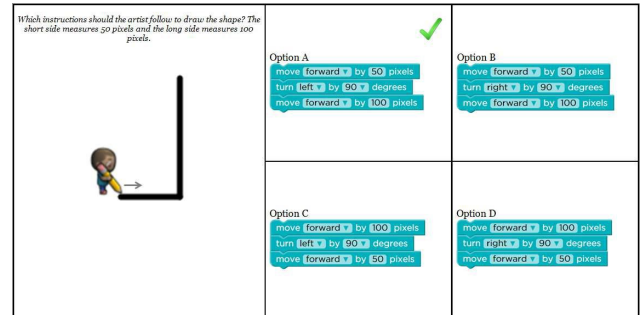 Which instructions should the artist follow to draw the shape? The
short side measures 50 pixels and the long side measures 100
pixels.
Option A
move forward by 50 pixels
turn left by 90 degrees
move forward by 100 pixels
Option B
move forward by 50 pixels
turn right by 90 degrees
move forward by 100 pixels
Option C
move forward by 100 pixels
turn left by 90 degrees
move forward by 50 pixels
Option D
move forward by 100 pixels
turn right by 90 degrees
move forward by 50 pixels